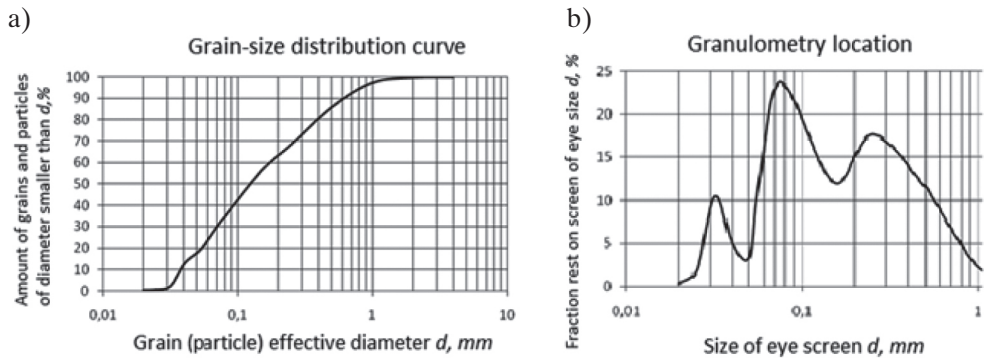 a)
Grain-size distribution curve
Amount of grains and particles
of diameter smaller than d,%
100
90
80
70
60
50
40
30
20
10
0
0,01
0,1
1
10
Grain (particle) effective diameter d, mm
b)
Granulometry location
Fraction rest on screen of eye size d, %
25
20
15
10
5
0
0,01
0,1
1
Size of eye screen d, mm